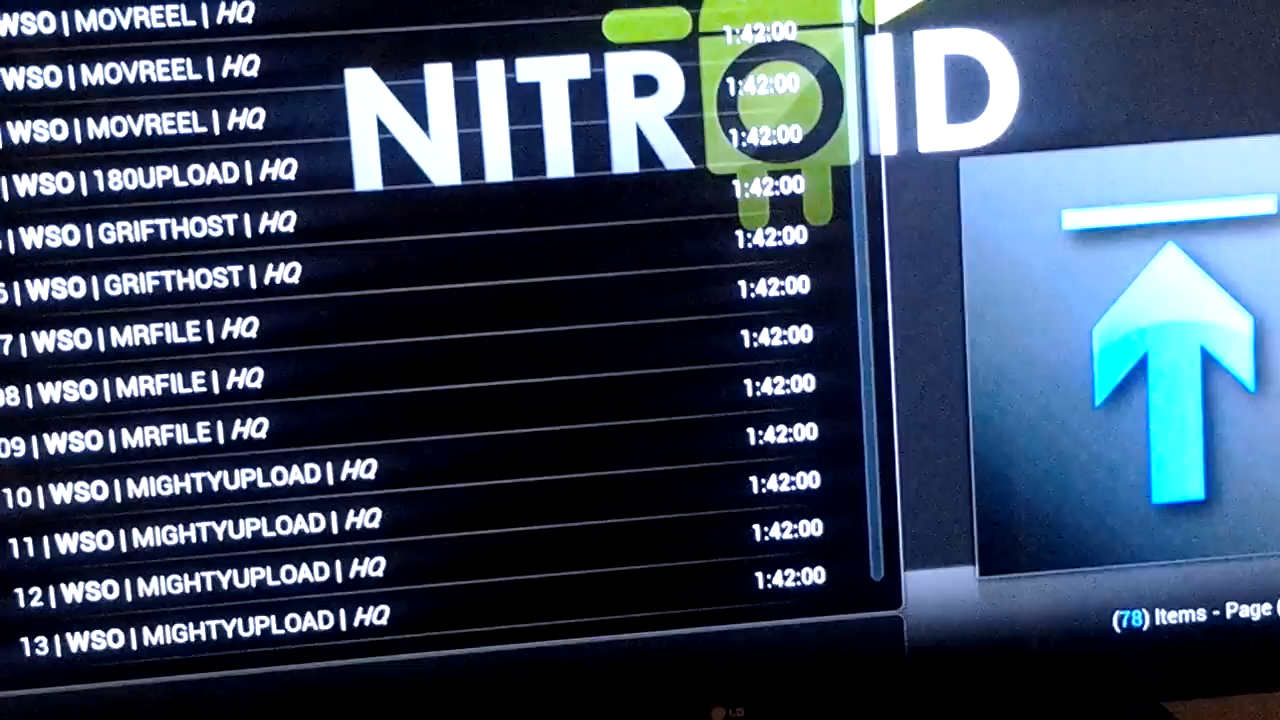 WSO | MOVREEL | HQ 1:42:00
WSO | MOVREEL | HQ 1:42:00
| WSO | MOVREEL | HQ 1:42:00
| WSO | 180UPLOAD | HQ 1:42:00
| WSO | GRIFTHOST | HQ 1:42:00
6 | WSO | GRIFTHOST | HQ 1:42:00
7 | WSO | MRFILE | HQ 1:42:00
08 | WSO | MRFILE | HQ 1:42:00
09 | WSO | MRFILE | HQ 1:42:00
10 | WSO | MIGHTYUPLOAD | HQ 1:42:00
11 | WSO | MIGHTYUPLOAD | HQ 1:42:00
12 | WSO | MIGHTYUPLOAD | HQ 1:42:00
13 | WSO | MIGHTYUPLOAD | HQ
NITROID
(78) Items - Page
LG